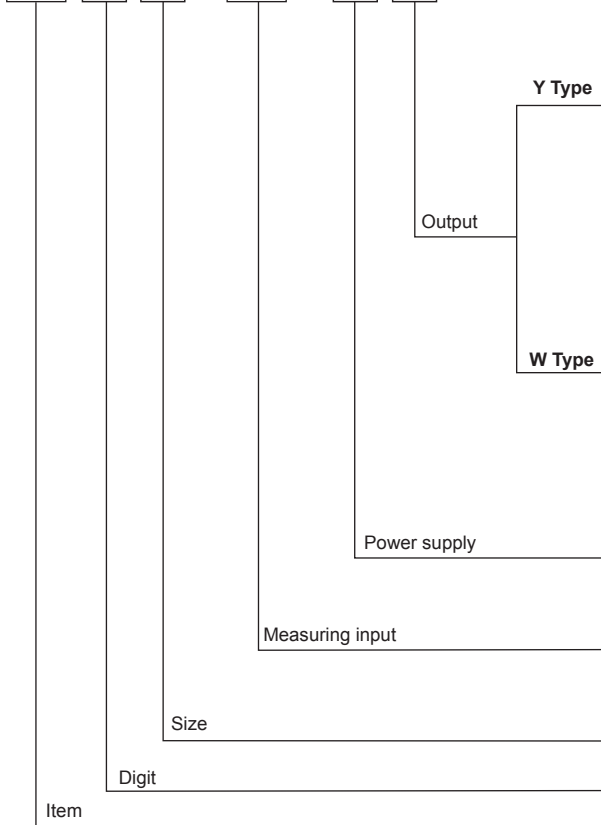 Y Type
Output
W Type
Power supply
Measuring input
Size
Digit
Item